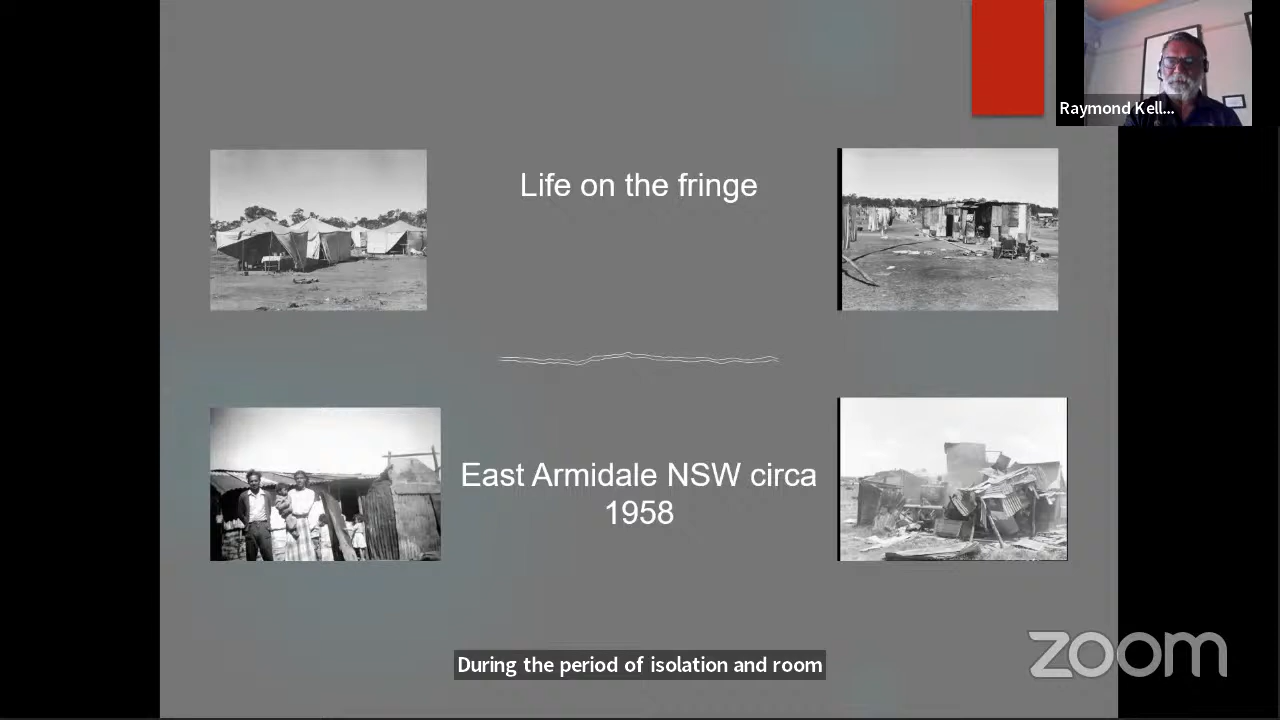 Raymond Kell...
Life on the fringe
East Armidale NSW circa
1958
During the period of isolation and room
zoom